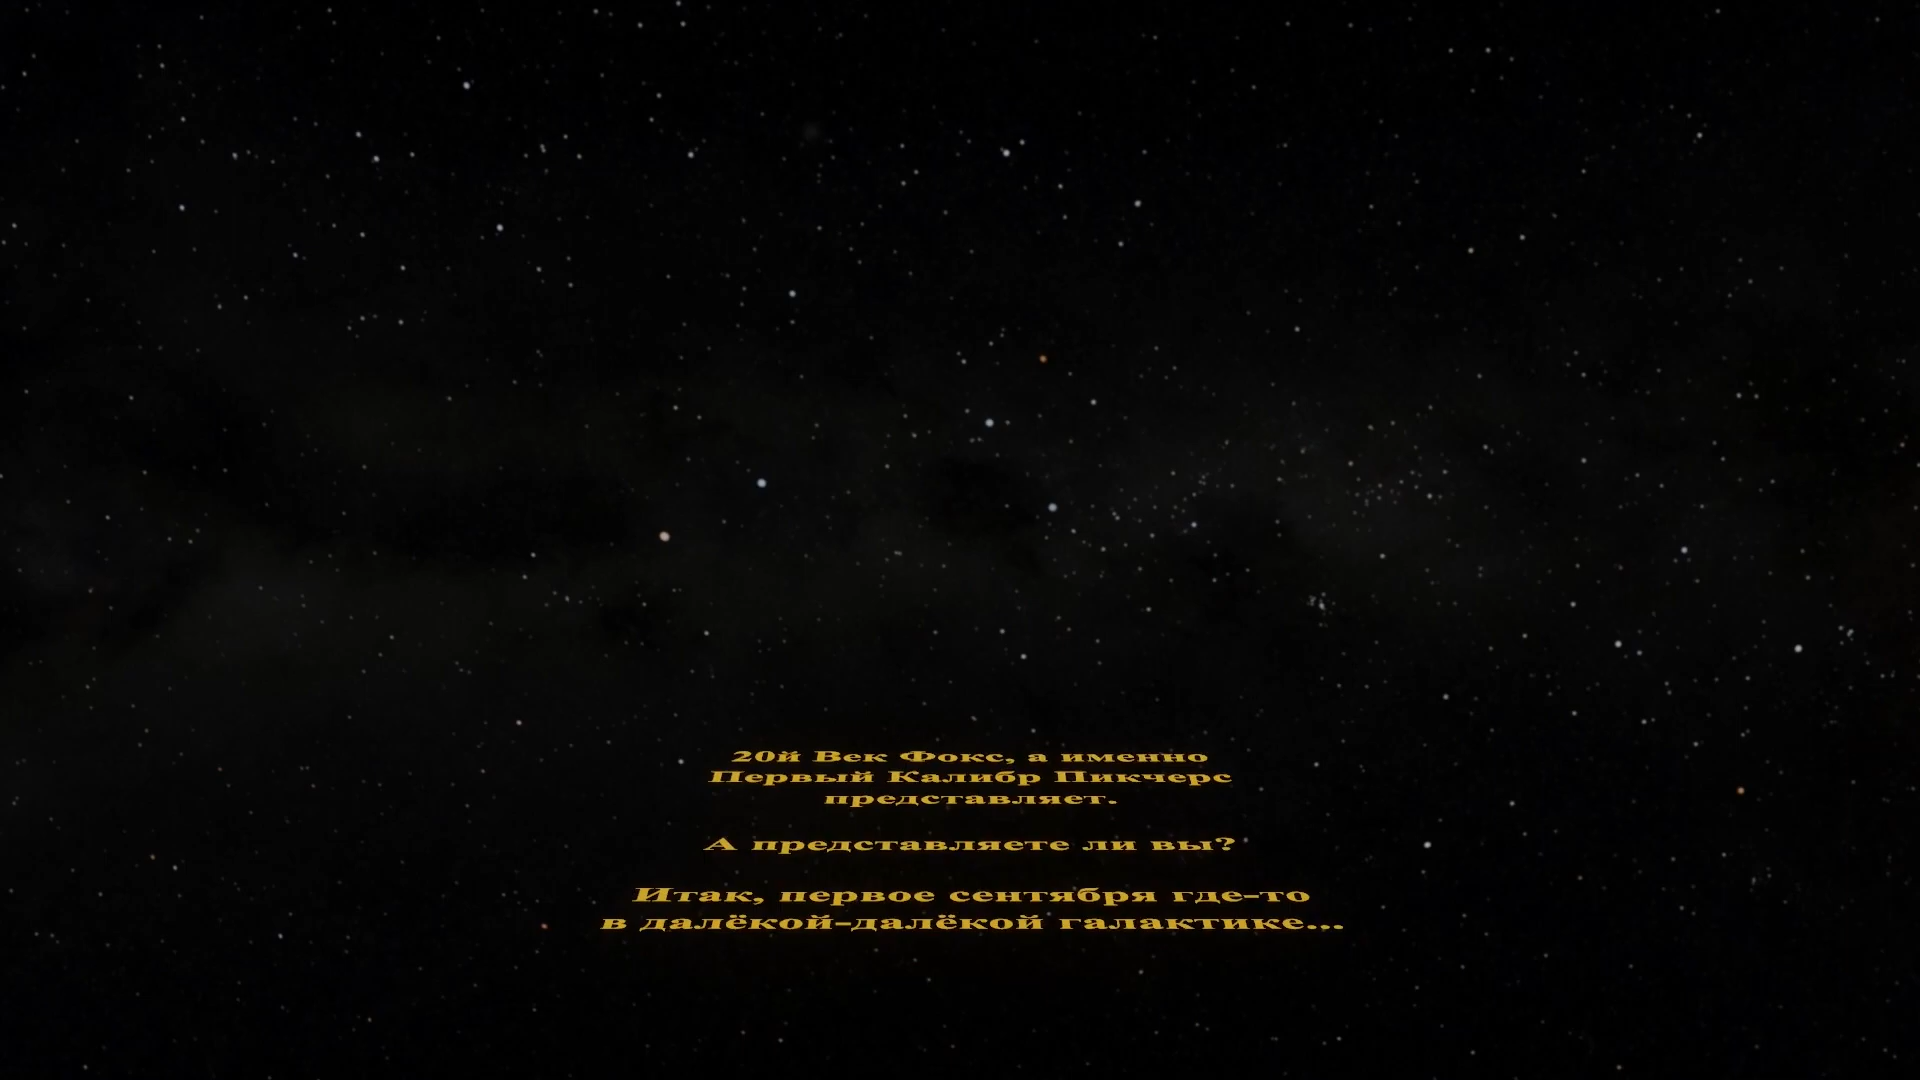 20й Век Фокс, а именно
Первый Калибр Пикчерс
представляет.
А представляете ли вы?
Итак, первое сентября где-то
в далёкой-далёкой галактике...